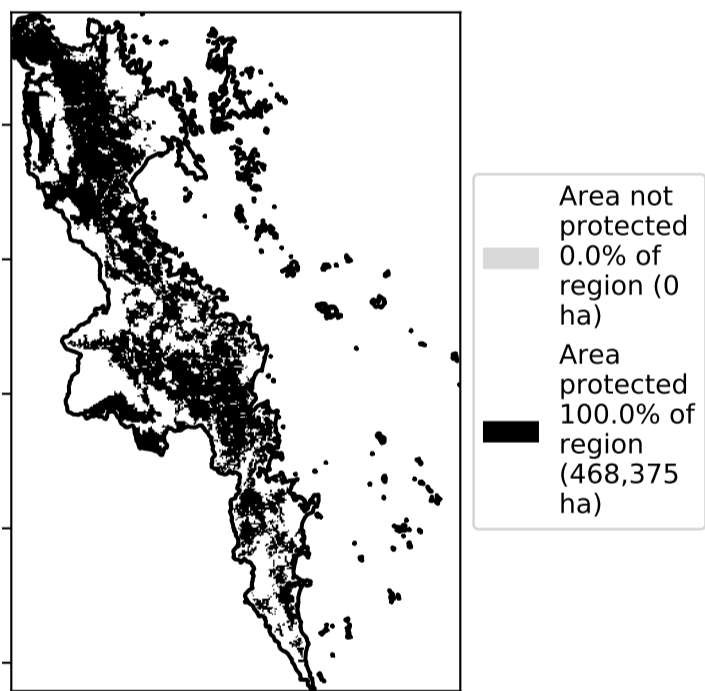 Area not
protected
0.0% of
region (0
ha)
Area
protected
100.0% of
region
(468,375
ha)